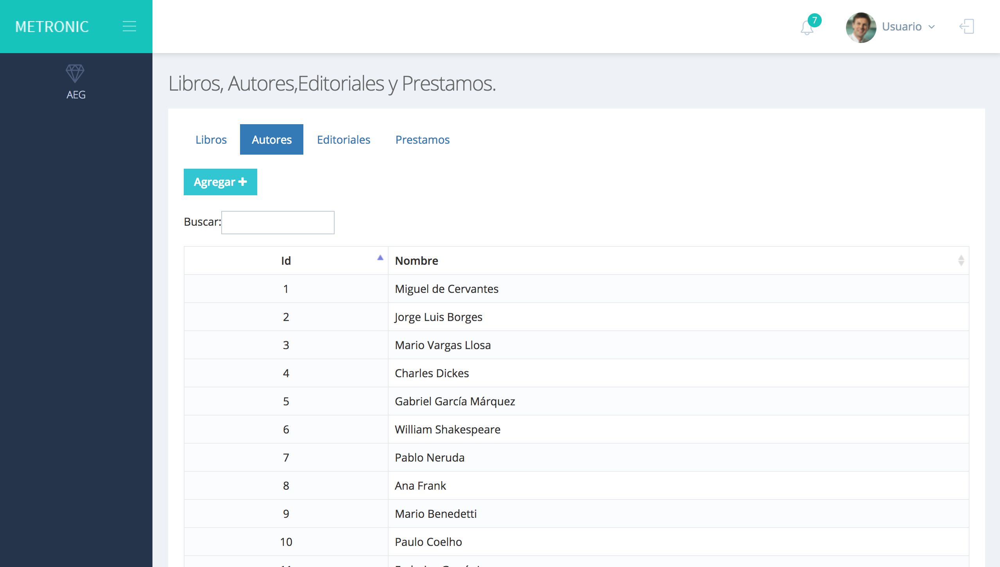 METRONIC
7
Usuario
AEG
Libros, Autores,Editoriales y Prestamos.
Libros Autores Editoriales Prestamos
Agregar
Buscar:
Id Nombre
1 Miguel de Cervantes
2 Jorge Luis Borges
3 Mario Vargas Llosa
4 Charles Dickes
5 Gabriel García Márquez
6 William Shakespeare
7 Pablo Neruda
8 Ana Frank
9 Mario Benedetti
10 Paulo Coelho